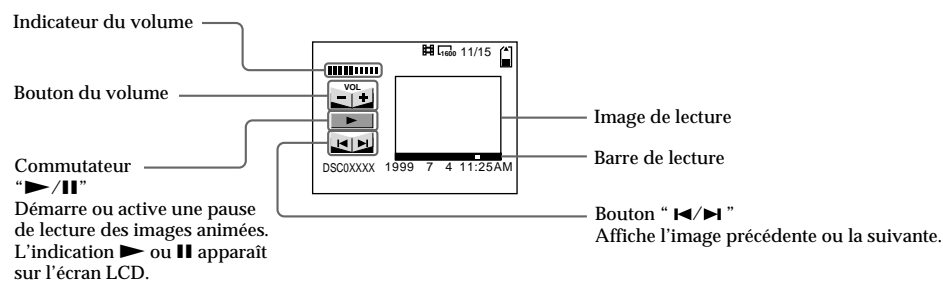 Indicateur du volume
Bouton du volume
Commutateur
“►/❚❚”
Démarre ou active une pause
de lecture des images animées.
L’indication ► ou ❚❚ apparaît
sur l’écran LCD.
1600 11/15
VOL
− +
►
⏮ ⏭
DSC0XXXX 1999 7 4 11:25AM
Image de lecture
Barre de lecture
Bouton “ ⏮/⏭ ”
Affiche l’image précédente ou la suivante.